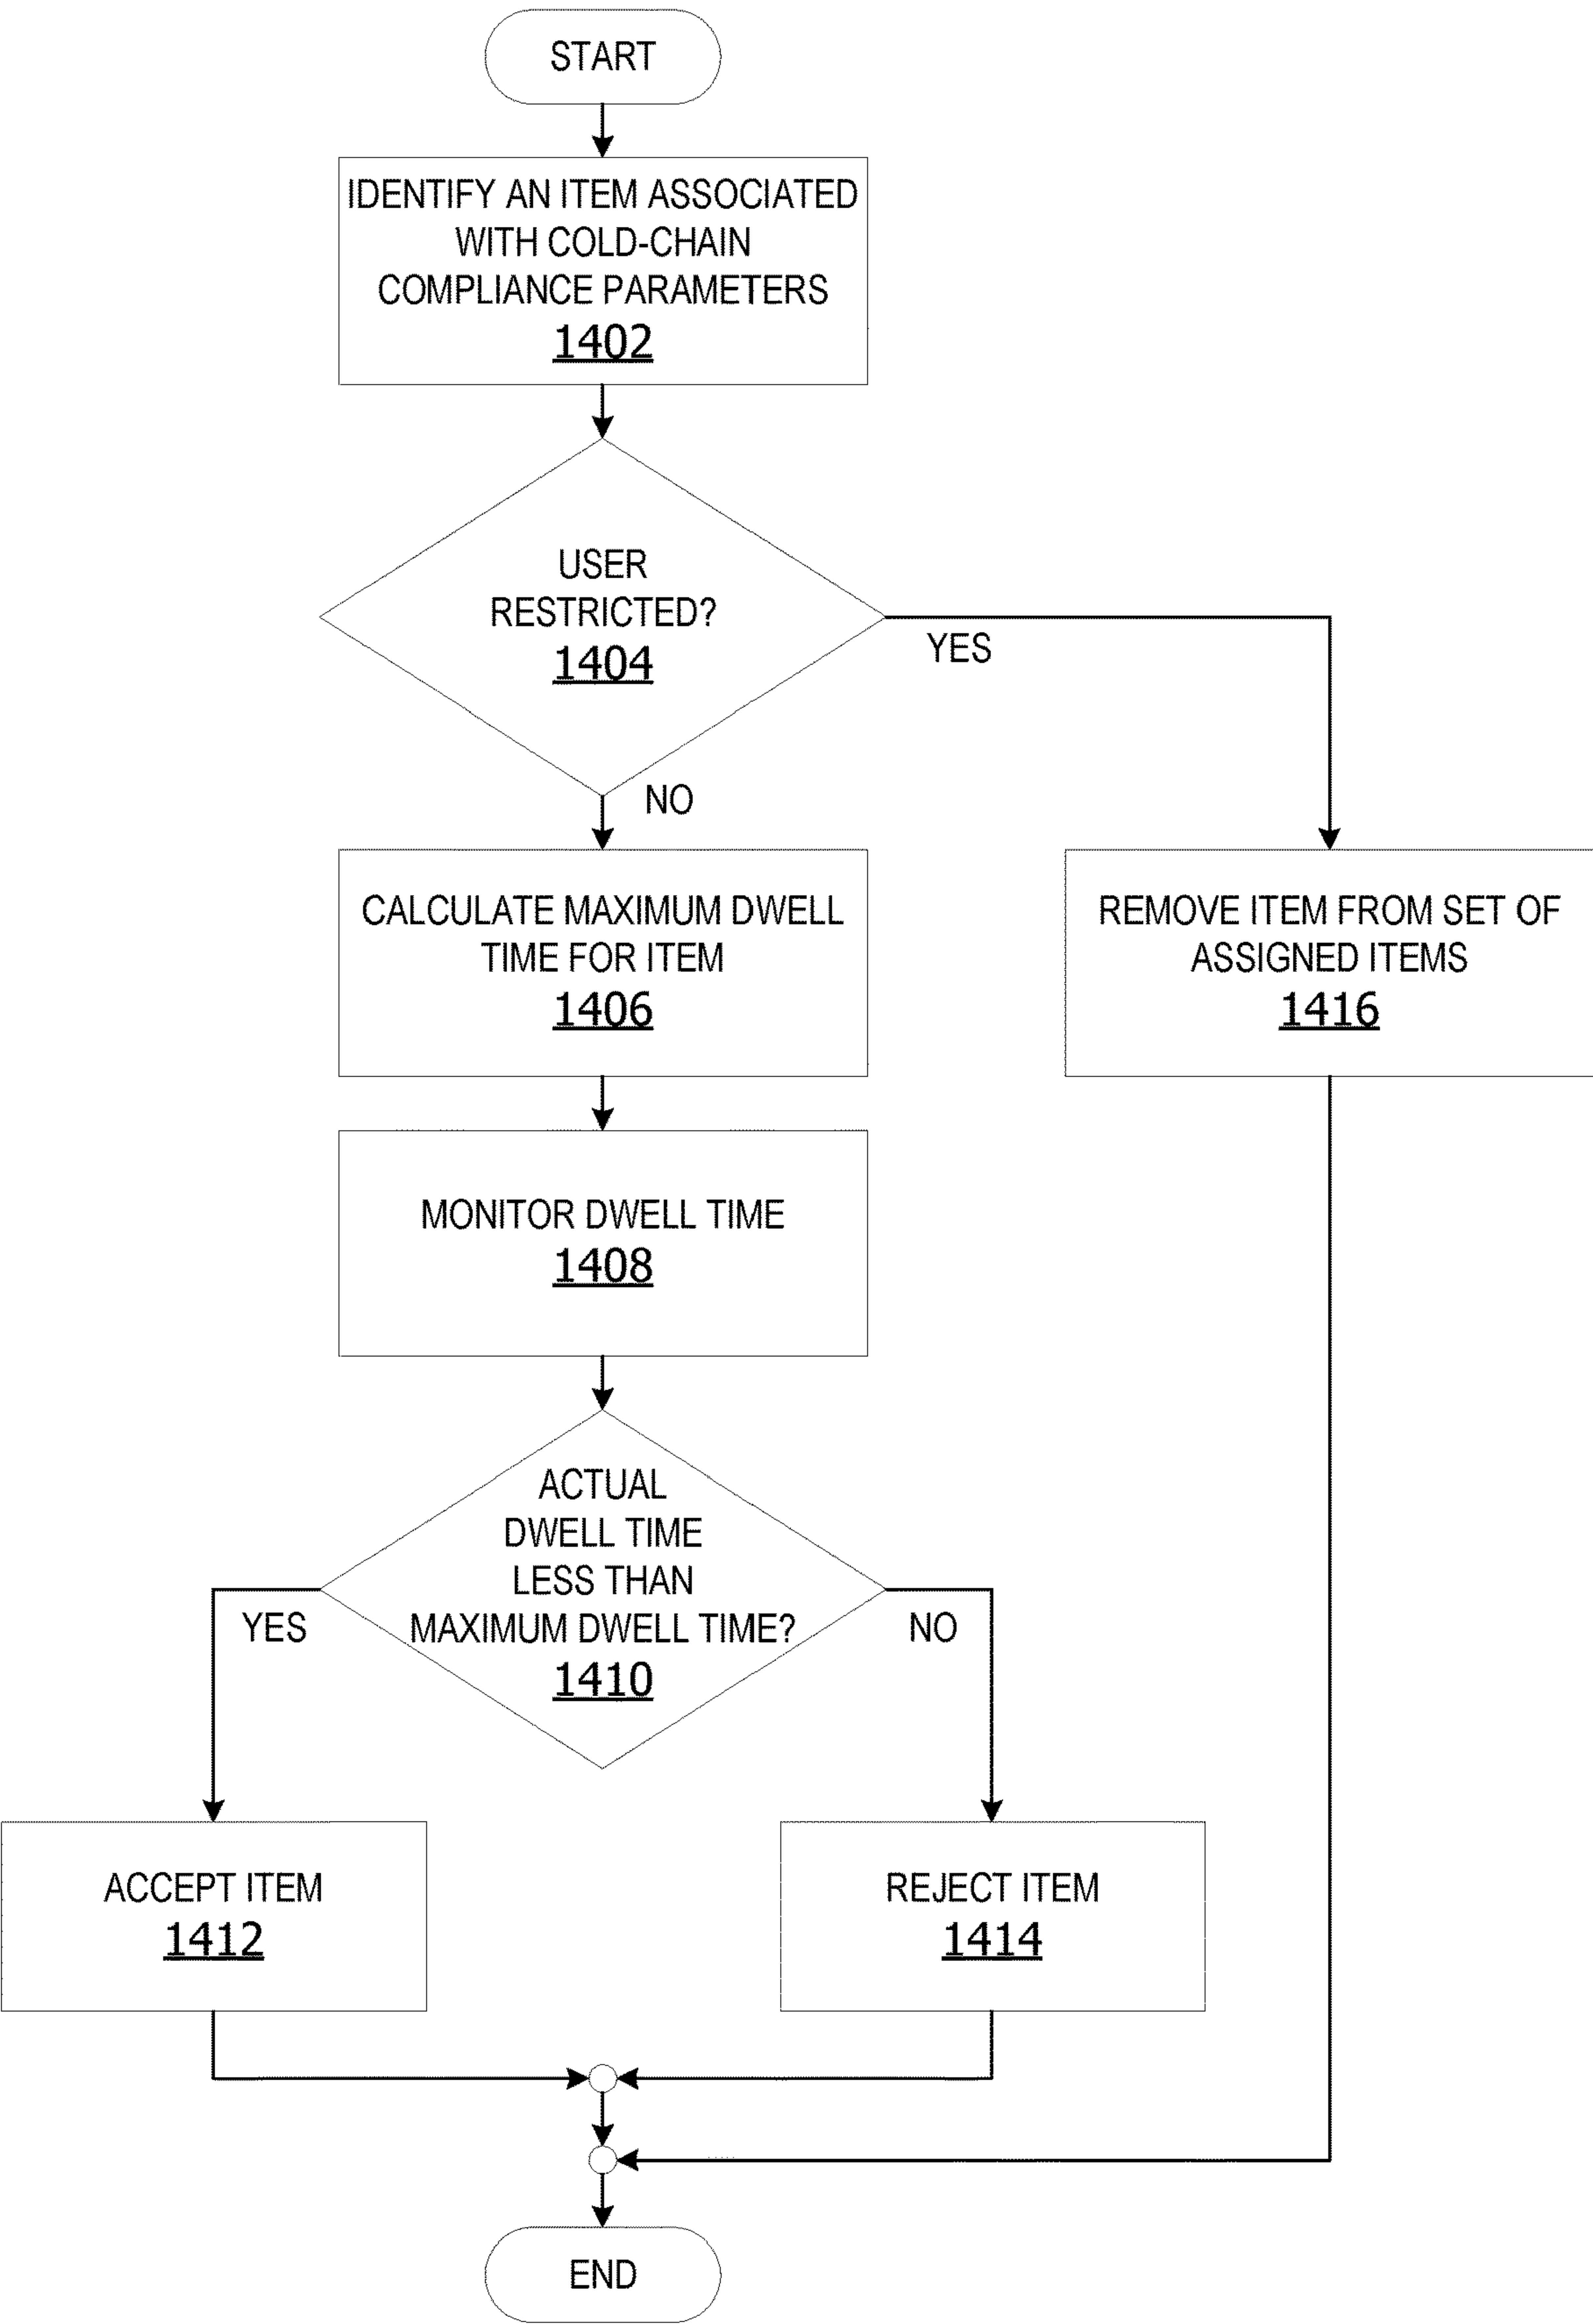 START
IDENTIFY AN ITEM ASSOCIATED
WITH COLD-CHAIN
COMPLIANCE PARAMETERS
1402
USER
RESTRICTED?
1404
YES
NO
CALCULATE MAXIMUM DWELL
TIME FOR ITEM
1406
REMOVE ITEM FROM SET OF
ASSIGNED ITEMS
1416
MONITOR DWELL TIME
1408
ACTUAL
DWELL TIME
LESS THAN
MAXIMUM DWELL TIME?
1410
YES
NO
ACCEPT ITEM
1412
REJECT ITEM
1414
END